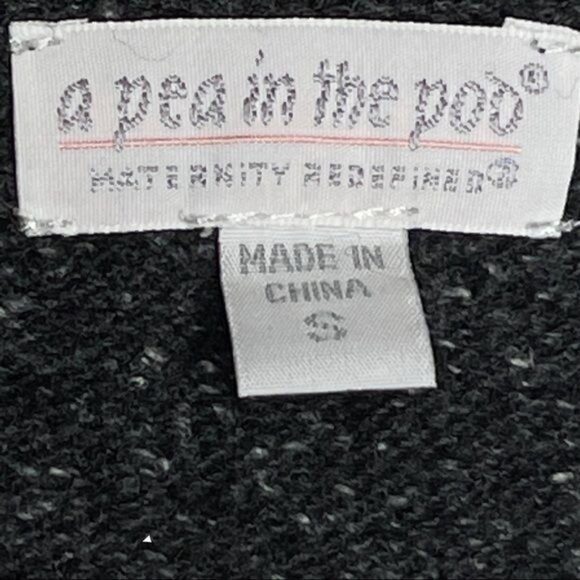 a pea in the pod®
MATERNITY REDEFINED®
MADE IN
CHINA
S